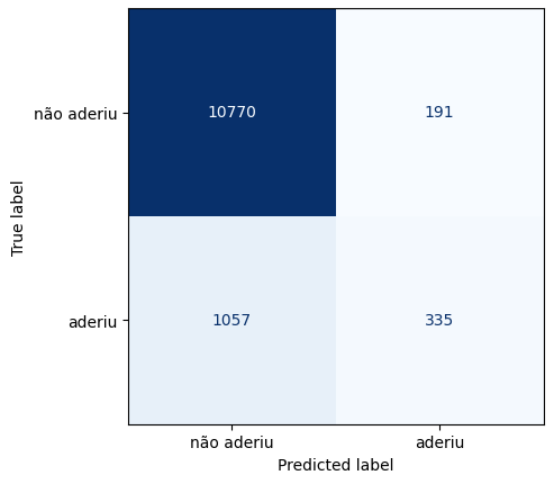 True label
não aderiu
10770
191
aderiu
1057
335
não aderiu
aderiu
Predicted label